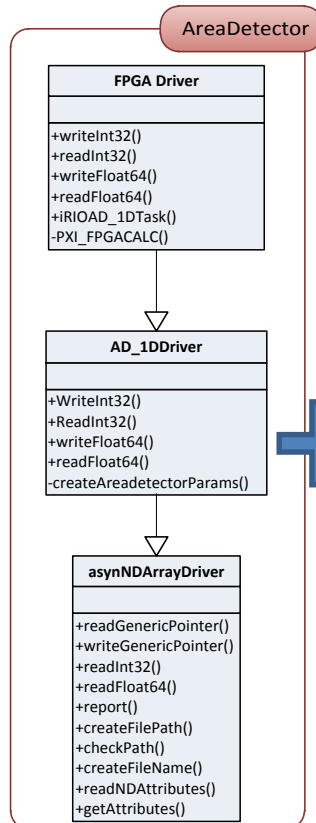 AreaDetector
FPGA Driver
+writeInt32()
+readInt32()
+writeFloat64()
+readFloat64()
+iRIOAD_1DTask()
-PXI_FPGACALC()
AD_1DDriver
+WriteInt32()
+ReadInt32()
+writeFloat64()
+readFloat64()
-createAreadetectorParams()
asynNDArrayDriver
+readGenericPointer()
+writeGenericPointer()
+readInt32()
+readFloat64()
+report()
+createFilePath()
+checkPath()
+createFileName()
+readNDAttributes()
+getAttributes()